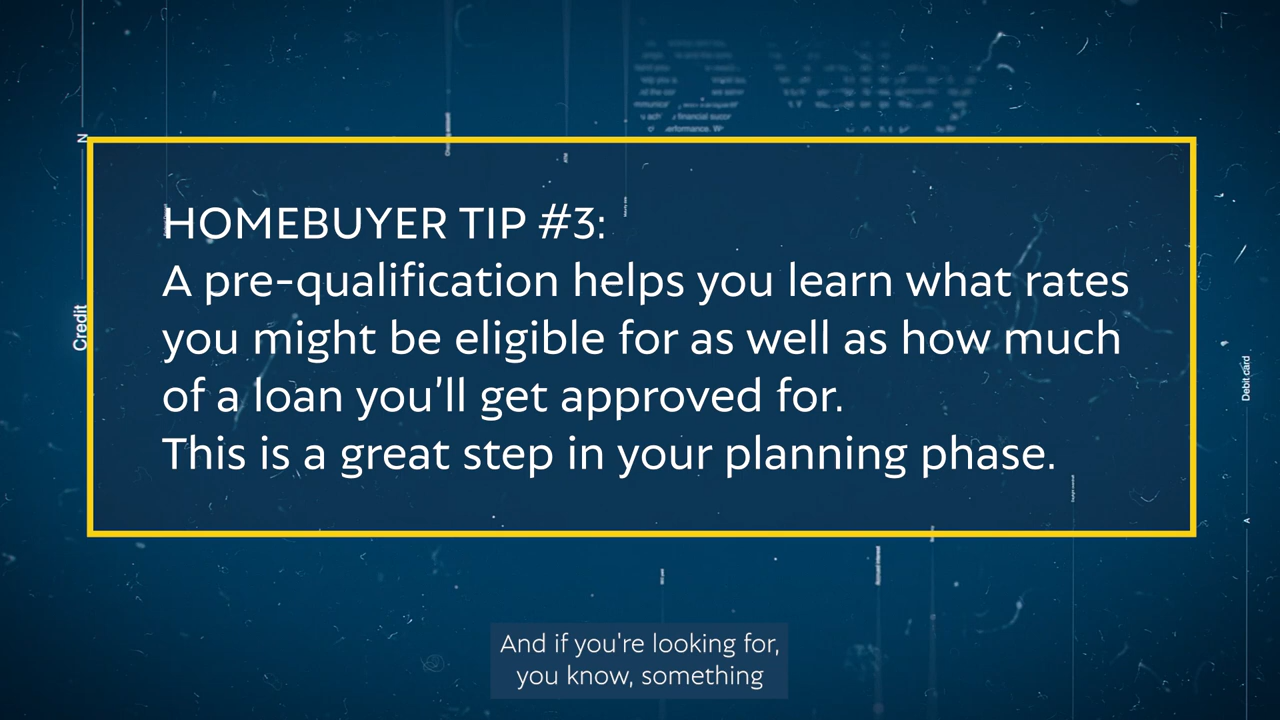 Valley
N
Credit
HOMEBUYER TIP #3:
A pre-qualification helps you learn what rates
you might be eligible for as well as how much
of a loan you'll get approved for.
This is a great step in your planning phase.
Debit card
A
And if you're looking for,
you know, something